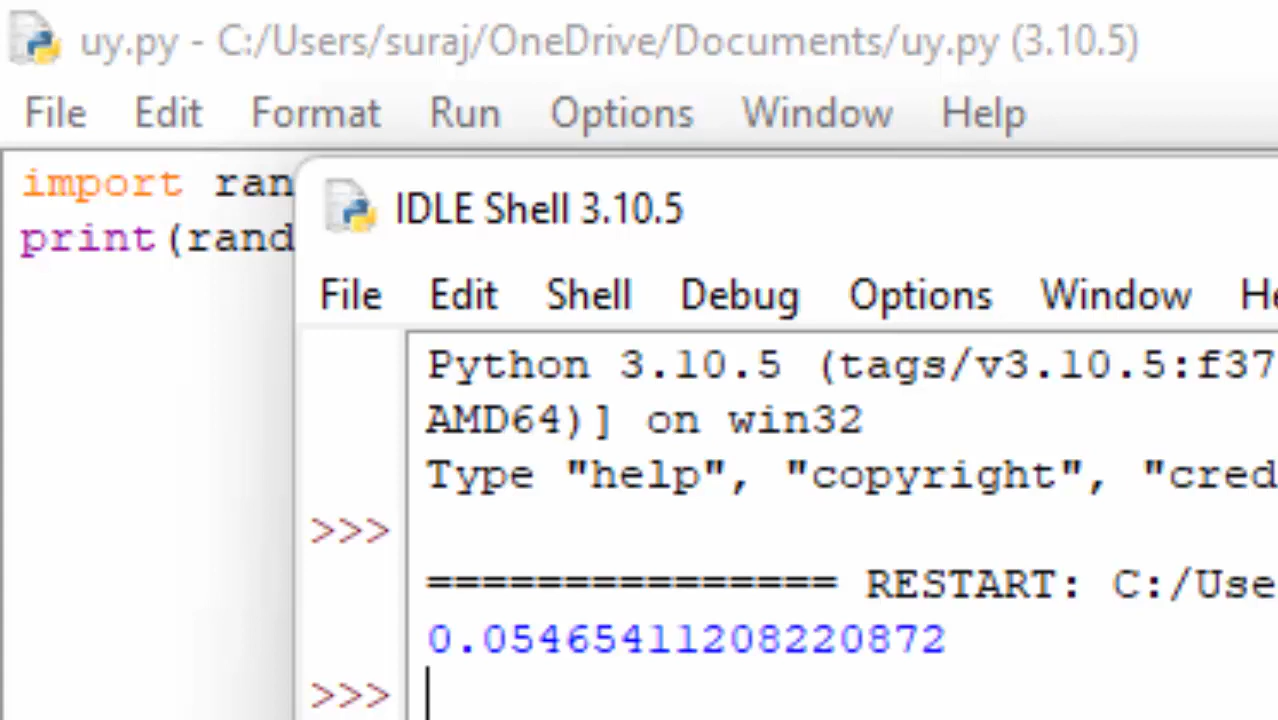 uy.py - C:/Users/suraj/OneDrive/Documents/uy.py (3.10.5)
File Edit Format Run Options Window Help
import ran
print(rand
IDLE Shell 3.10.5
File Edit Shell Debug Options Window He
Python 3.10.5 (tags/v3.10.5:f37
AMD64)] on win32
Type "help", "copyright", "cred
>>>
=============== RESTART: C:/Use
0.05465411208220872
>>>